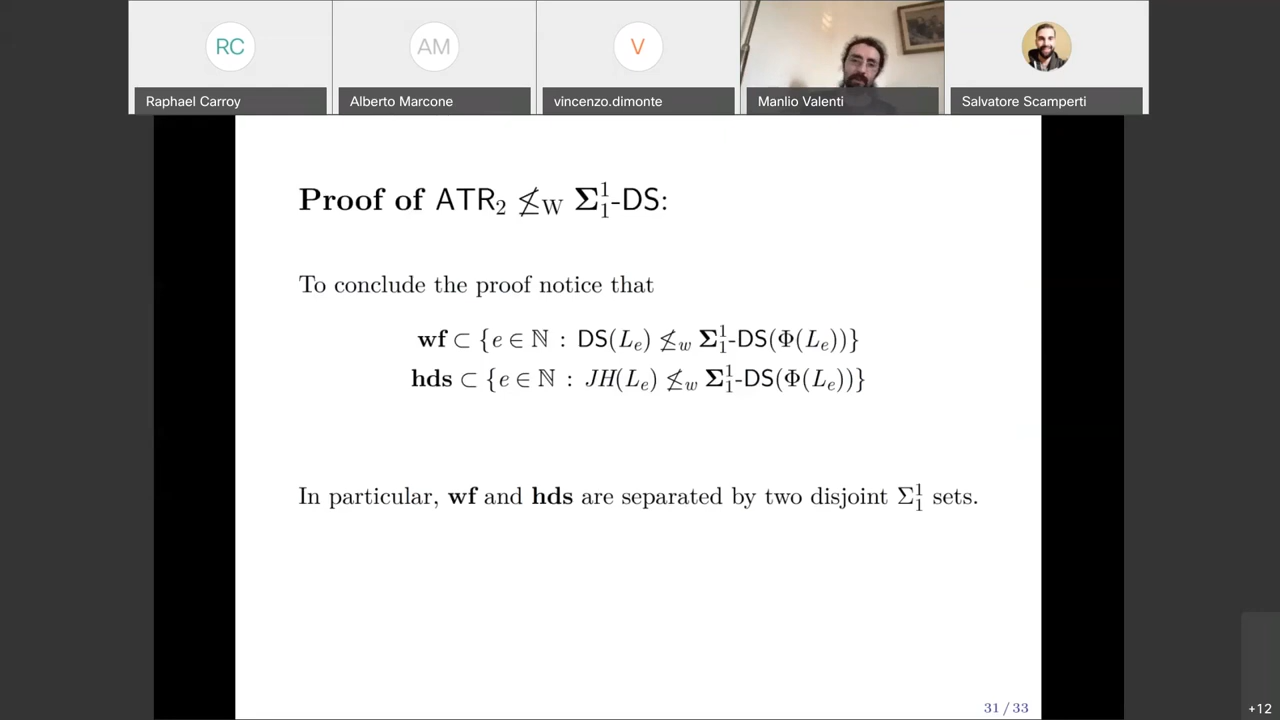 RC
AM
V
Raphael Carroy
Alberto Marcone
vincenzo.dimonte
Manlio Valenti
Salvatore Scamperti
Proof of ATR₂ ≰_W Σ¹₁-DS:
To conclude the proof notice that
wf ⊂ {e ∈ ℕ : DS(L_e) ≰_w Σ¹₁-DS(Φ(L_e))}
hds ⊂ {e ∈ ℕ : JH(L_e) ≰_w Σ¹₁-DS(Φ(L_e))}
In particular, wf and hds are separated by two disjoint Σ¹₁ sets.
31 / 33
+12